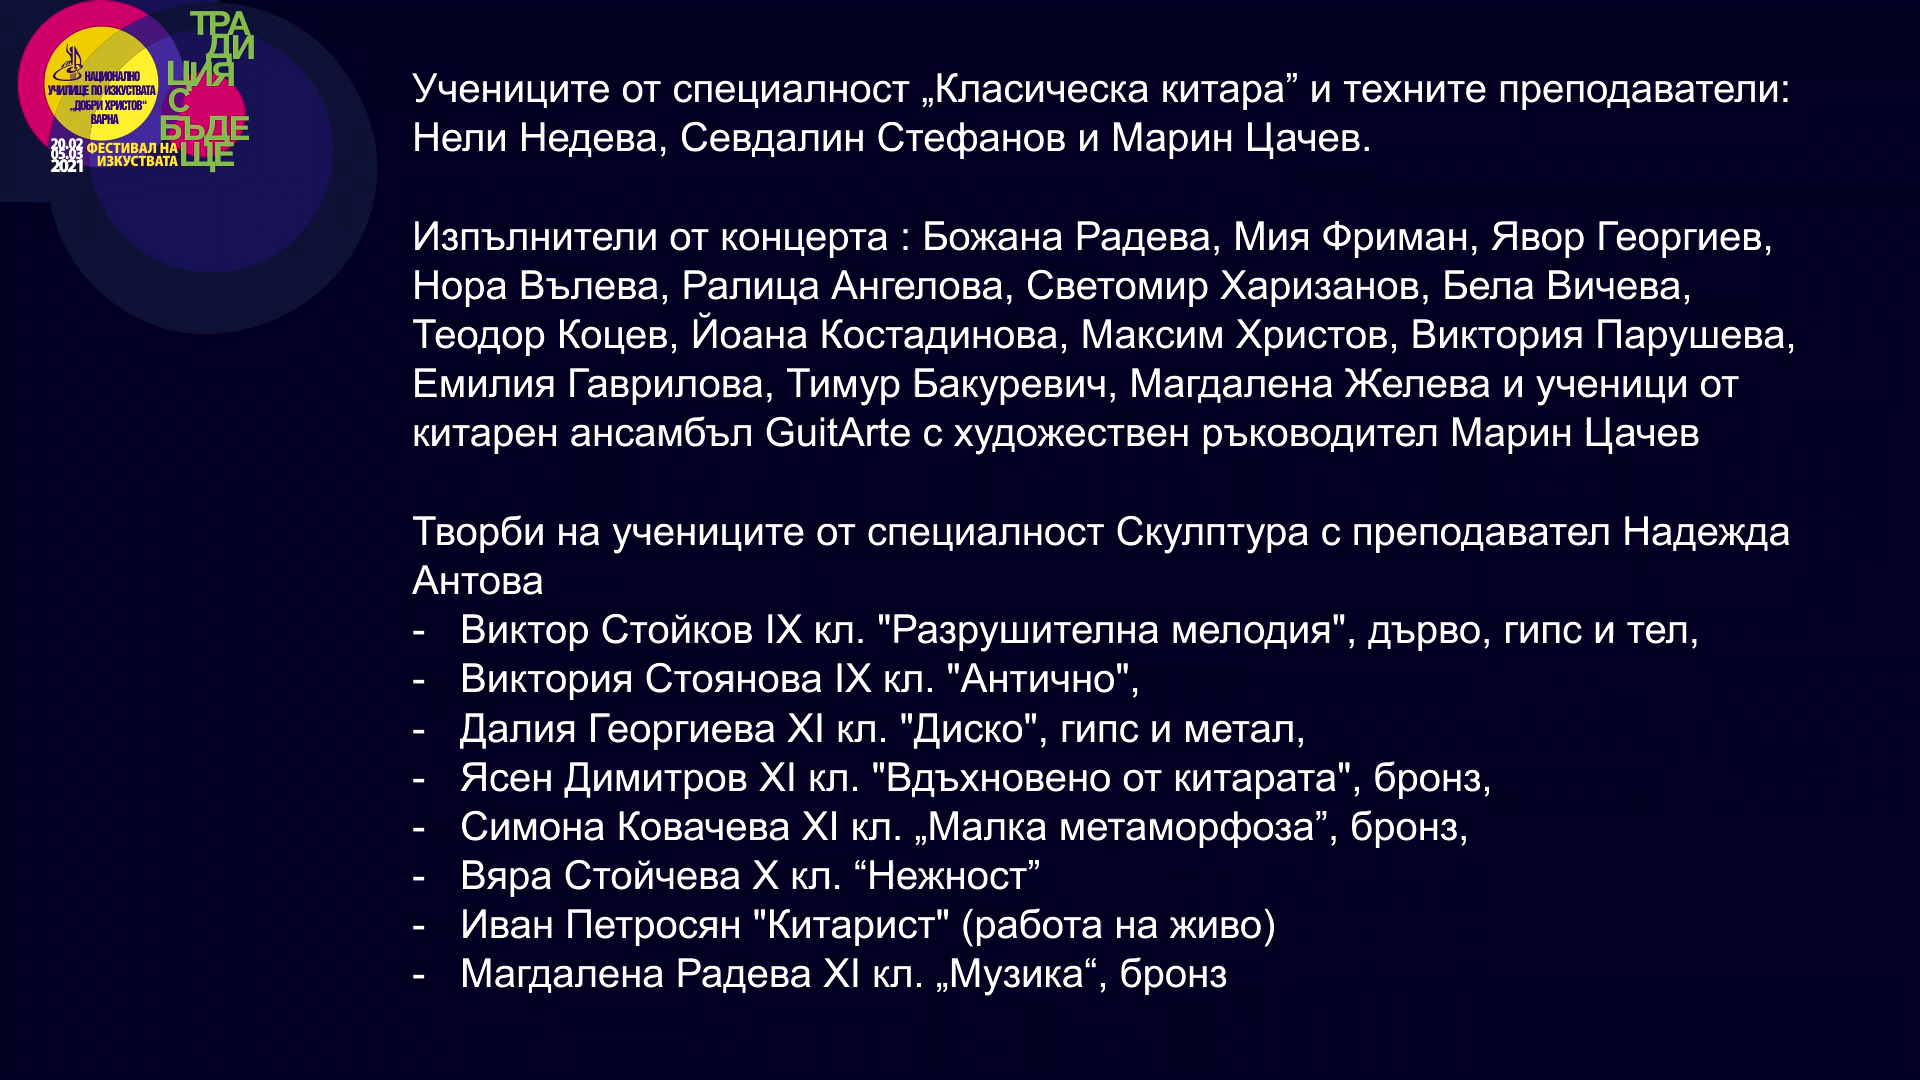 ТРА
ДИ
ЦИЯ
С
БЪДЕ
ЩЕ
НАЦИОНАЛНО
УЧИЛИЩЕ ПО ИЗКУСТВАТА
„ДОБРИ ХРИСТОВ“
ВАРНА
20.02
05.03
2021
ФЕСТИВАЛ НА
ИЗКУСТВАТА
Учениците от специалност „Класическа китара” и техните преподаватели:
Нели Недева, Севдалин Стефанов и Марин Цачев.
Изпълнители от концерта : Божана Радева, Мия Фриман, Явор Георгиев,
Нора Вълева, Ралица Ангелова, Светомир Харизанов, Бела Вичева,
Теодор Коцев, Йоана Костадинова, Максим Христов, Виктория Парушева,
Емилия Гаврилова, Тимур Бакуревич, Магдалена Желева и ученици от
китарен ансамбъл GuitArte с художествен ръководител Марин Цачев
Творби на учениците от специалност Скулптура с преподавател Надежда
Антова
- Виктор Стойков IX кл. "Разрушителна мелодия", дърво, гипс и тел,
- Виктория Стоянова IX кл. "Антично",
- Далия Георгиева XI кл. "Диско", гипс и метал,
- Ясен Димитров XI кл. "Вдъхновено от китарата", бронз,
- Симона Ковачева XI кл. „Малка метаморфоза”, бронз,
- Вяра Стойчева X кл. “Нежност”
- Иван Петросян "Китарист" (работа на живо)
- Магдалена Радева XI кл. „Музика“, бронз